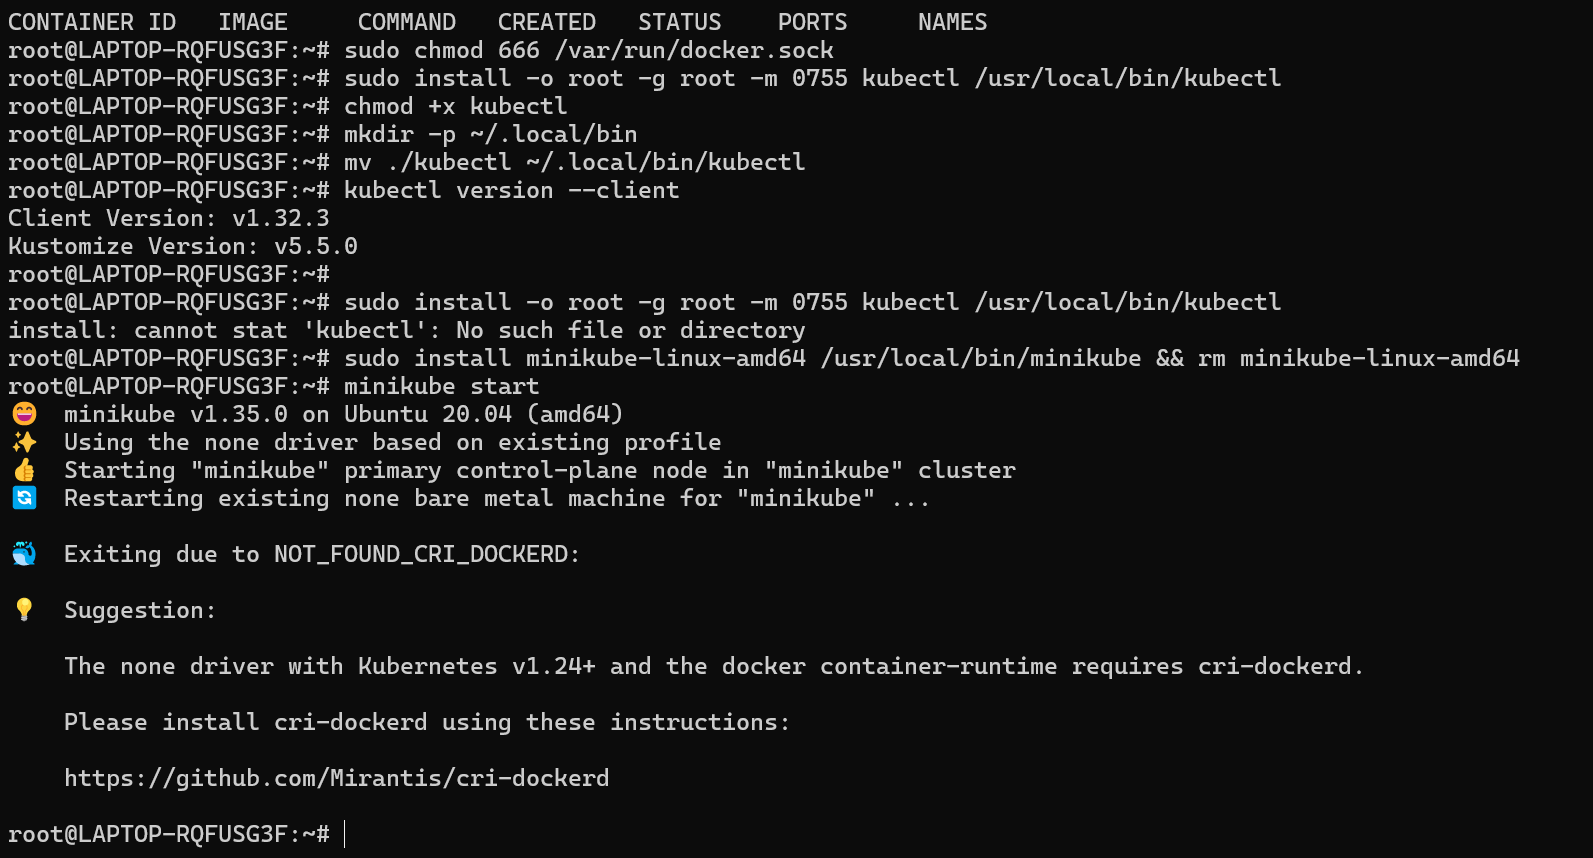 CONTAINER ID   IMAGE     COMMAND   CREATED   STATUS    PORTS     NAMES
root@LAPTOP-RQFUSG3F:~# sudo chmod 666 /var/run/docker.sock
root@LAPTOP-RQFUSG3F:~# sudo install -o root -g root -m 0755 kubectl /usr/local/bin/kubectl
root@LAPTOP-RQFUSG3F:~# chmod +x kubectl
root@LAPTOP-RQFUSG3F:~# mkdir -p ~/.local/bin
root@LAPTOP-RQFUSG3F:~# mv ./kubectl ~/.local/bin/kubectl
root@LAPTOP-RQFUSG3F:~# kubectl version --client
Client Version: v1.32.3
Kustomize Version: v5.5.0
root@LAPTOP-RQFUSG3F:~#
root@LAPTOP-RQFUSG3F:~# sudo install -o root -g root -m 0755 kubectl /usr/local/bin/kubectl
install: cannot stat 'kubectl': No such file or directory
root@LAPTOP-RQFUSG3F:~# sudo install minikube-linux-amd64 /usr/local/bin/minikube && rm minikube-linux-amd64
root@LAPTOP-RQFUSG3F:~# minikube start
😄  minikube v1.35.0 on Ubuntu 20.04 (amd64)
✨  Using the none driver based on existing profile
👍  Starting "minikube" primary control-plane node in "minikube" cluster
🔄  Restarting existing none bare metal machine for "minikube" ...
🐳  Exiting due to NOT_FOUND_CRI_DOCKERD:
💡  Suggestion:
The none driver with Kubernetes v1.24+ and the docker container-runtime requires cri-dockerd.
Please install cri-dockerd using these instructions:
https://github.com/Mirantis/cri-dockerd
root@LAPTOP-RQFUSG3F:~#